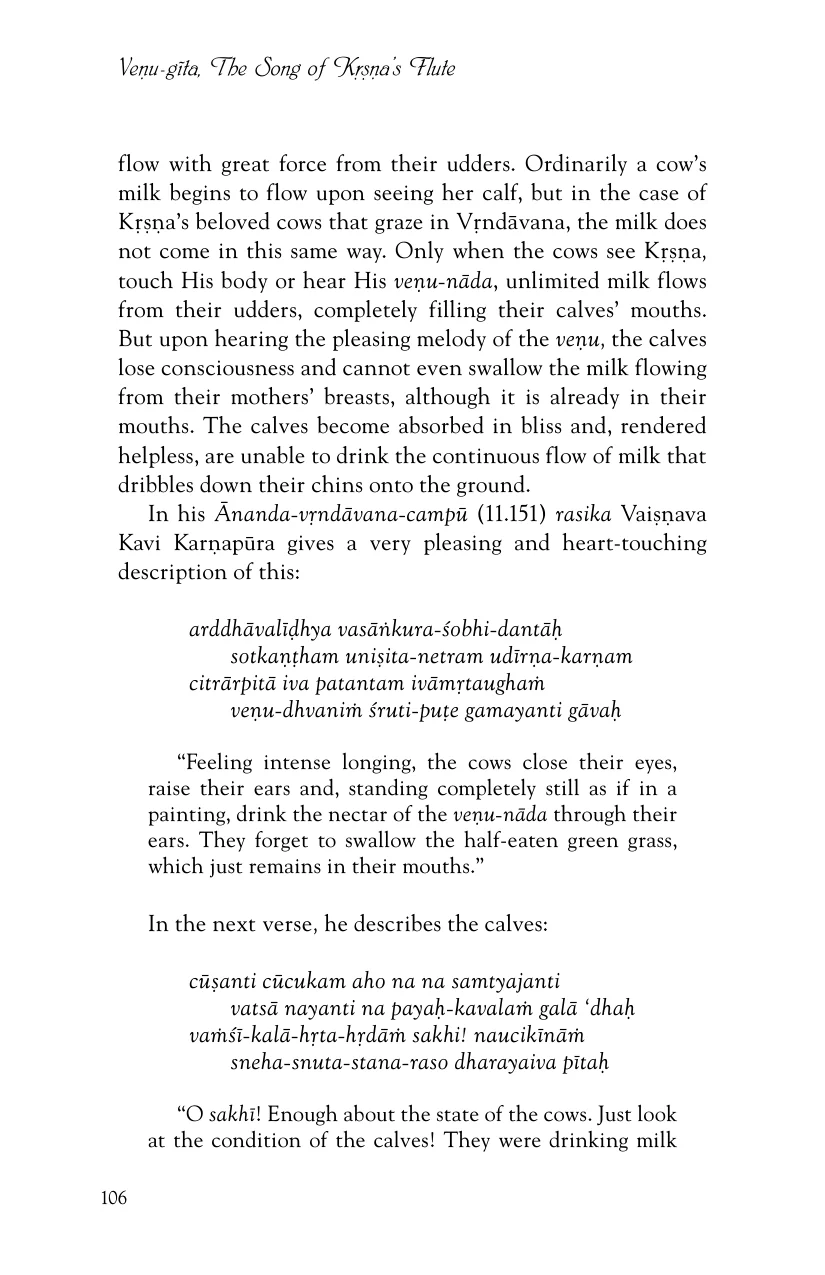 Veṇu-gīta, The Song of Kṛṣṇa's Flute
flow with great force from their udders. Ordinarily a cow's
milk begins to flow upon seeing her calf, but in the case of
Kṛṣṇa's beloved cows that graze in Vṛndāvana, the milk does
not come in this same way. Only when the cows see Kṛṣṇa,
touch His body or hear His veṇu-nāda, unlimited milk flows
from their udders, completely filling their calves' mouths.
But upon hearing the pleasing melody of the veṇu, the calves
lose consciousness and cannot even swallow the milk flowing
from their mothers' breasts, although it is already in their
mouths. The calves become absorbed in bliss and, rendered
helpless, are unable to drink the continuous flow of milk that
dribbles down their chins onto the ground.
In his Ānanda-vṛndāvana-campū (11.151) rasika Vaiṣṇava
Kavi Karṇapūra gives a very pleasing and heart-touching
description of this:
arddhāvalīḍhya vasāṅkura-śobhi-dantāḥ
sotkaṇṭham uniṣita-netram udīrṇa-karṇam
citrārpitā iva patantam ivāmṛtaughaṁ
veṇu-dhvaniṁ śruti-puṭe gamayanti gāvaḥ
"Feeling intense longing, the cows close their eyes,
raise their ears and, standing completely still as if in a
painting, drink the nectar of the veṇu-nāda through their
ears. They forget to swallow the half-eaten green grass,
which just remains in their mouths."
In the next verse, he describes the calves:
cūṣanti cūcukam aho na na samtyajanti
vatsā nayanti na payaḥ-kavalaṁ galā 'dhaḥ
vaṁśī-kalā-hṛta-hṛdāṁ sakhi! naucikīnāṁ
sneha-snuta-stana-raso dharayaiva pītaḥ
"O sakhī! Enough about the state of the cows. Just look
at the condition of the calves! They were drinking milk
106